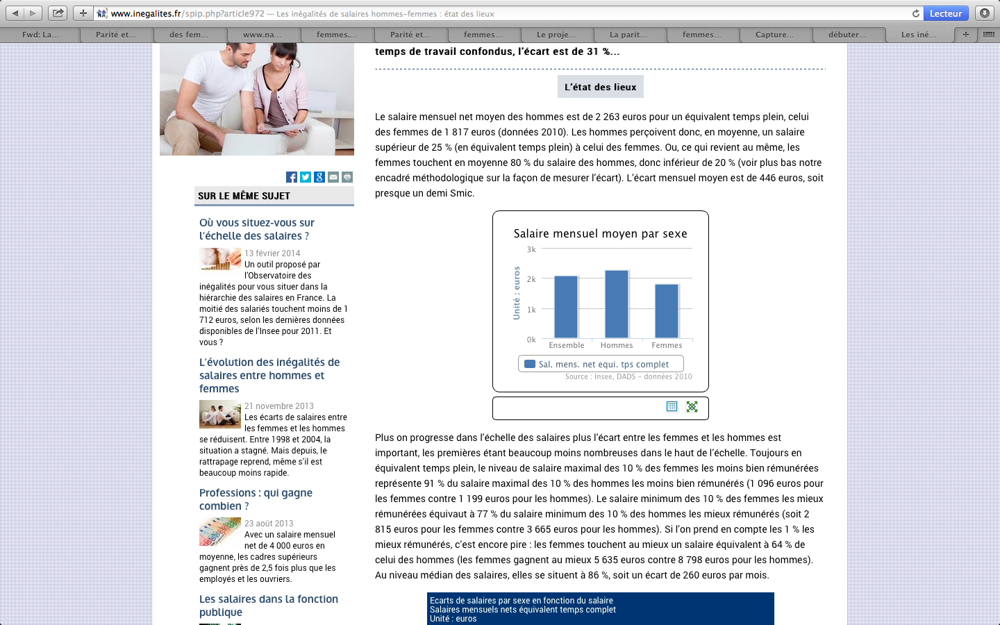 www.inegalites.fr/spip.php?article972 — Les inégalités de salaires hommes-femmes : état des lieux
Lecteur
Fwd: La...
Parité et...
des fem...
www.na...
femmes....
Parité et...
femmes...
Le proje...
La parit...
femmes...
Capture...
débuter...
Les iné...
temps de travail confondus, l’écart est de 31 %...
L’état des lieux
Le salaire mensuel net moyen des hommes est de 2 263 euros pour un équivalent temps plein, celui
des femmes de 1 817 euros (données 2010). Les hommes perçoivent donc, en moyenne, un salaire
supérieur de 25 % (en équivalent temps plein) à celui des femmes. Ou, ce qui revient au même, les
femmes touchent en moyenne 80 % du salaire des hommes, donc inférieur de 20 % (voir plus bas notre
encadré méthodologique sur la façon de mesurer l’écart). L’écart mensuel moyen est de 446 euros, soit
presque un demi Smic.
SUR LE MÊME SUJET
Où vous situez-vous sur
l’échelle des salaires ?
13 février 2014
Un outil proposé par
l’Observatoire des
inégalités pour vous situer dans la
hiérarchie des salaires en France. La
moitié des salariés touchent moins de 1
712 euros, selon les dernières données
disponibles de l’Insee pour 2011. Et
vous ?
L’évolution des inégalités de
salaires entre hommes et
femmes
21 novembre 2013
Les écarts de salaires entre
les femmes et les hommes
se réduisent. Entre 1998 et 2004, la
situation a stagné. Mais depuis, le
rattrapage reprend, même s’il est
beaucoup moins rapide.
Professions : qui gagne
combien ?
23 août 2013
Avec un salaire mensuel
net de 4 000 euros en
moyenne, les cadres supérieurs
gagnent près de 2,5 fois plus que les
employés et les ouvriers.
Les salaires dans la fonction
publique
Salaire mensuel moyen par sexe
Unité : euros
3k
2k
1k
0k
Ensemble
Hommes
Femmes
Sal. mens. net equi. tps complet
Source : Insee, DADS - données 2010
Plus on progresse dans l’échelle des salaires plus l’écart entre les femmes et les hommes est
important, les premières étant beaucoup moins nombreuses dans le haut de l’échelle. Toujours en
équivalent temps plein, le niveau de salaire maximal des 10 % des femmes les moins bien rémunérées
représente 91 % du salaire maximal des 10 % des hommes les moins bien rémunérés (1 096 euros pour
les femmes contre 1 199 euros pour les hommes). Le salaire minimum des 10 % des femmes les mieux
rémunérées équivaut à 77 % du salaire minimum des 10 % des hommes les mieux rémunérés (soit 2
815 euros pour les femmes contre 3 665 euros pour les hommes). Si l’on prend en compte les 1 % les
mieux rémunérés, c’est encore pire : les femmes touchent au mieux un salaire équivalent à 64 % de
celui des hommes (les femmes gagnent au mieux 5 635 euros contre 8 798 euros pour les hommes).
Au niveau médian des salaires, elles se situent à 86 %, soit un écart de 260 euros par mois.
Ecarts de salaires par sexe en fonction du salaire
Salaires mensuels nets équivalent temps complet
Unité : euros